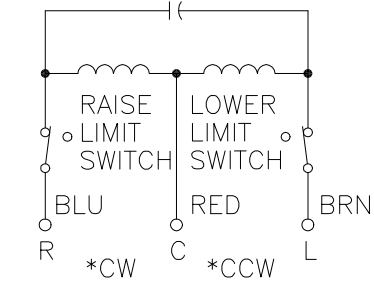 RAISE LOWER
LIMIT LIMIT
SWITCH SWITCH
BLU RED BRN
R C L
*CW *CCW